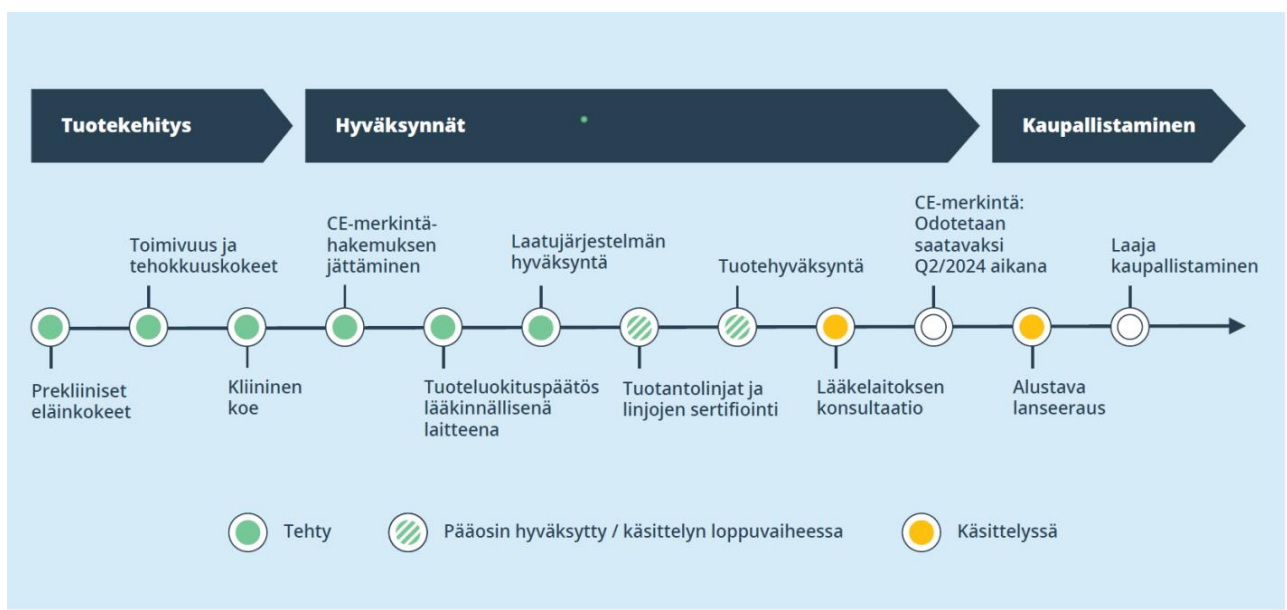 Tuotekehitys
Hyväksynnät
Kaupallistaminen
Prekliiniset
eläinkokeet
Toimivuus ja
tehokkuuskokeet
Kliininen
koe
CE-merkintä-
hakemuksen
jättäminen
Tuoteluokituspäätös
lääkinnällisenä
laitteena
Laatujärjestelmän
hyväksyntä
Tuotantolinjat ja
linjojen sertifiointi
Tuotehyväksyntä
Lääkelaitoksen
konsultaatio
CE-merkintä:
Odotetaan
saatavaksi
Q2/2024 aikana
Alustava
lanseeraus
Laaja
kaupallistaminen
Tehty
Pääosin hyväksytty / käsittelyn loppuvaiheessa
Käsittelyssä